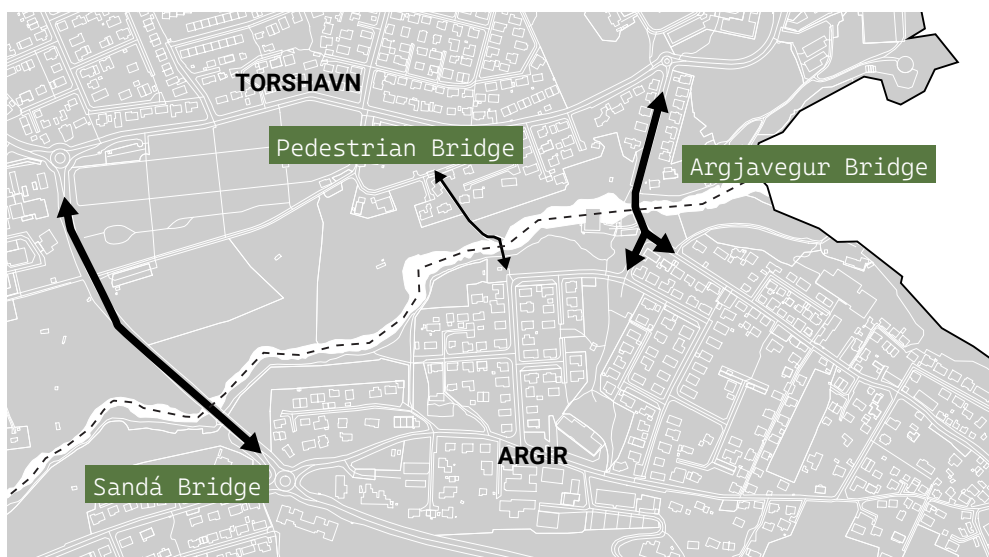 TORSHAVN
Pedestrian Bridge
Argjavegur Bridge
ARGIR
Sandá Bridge